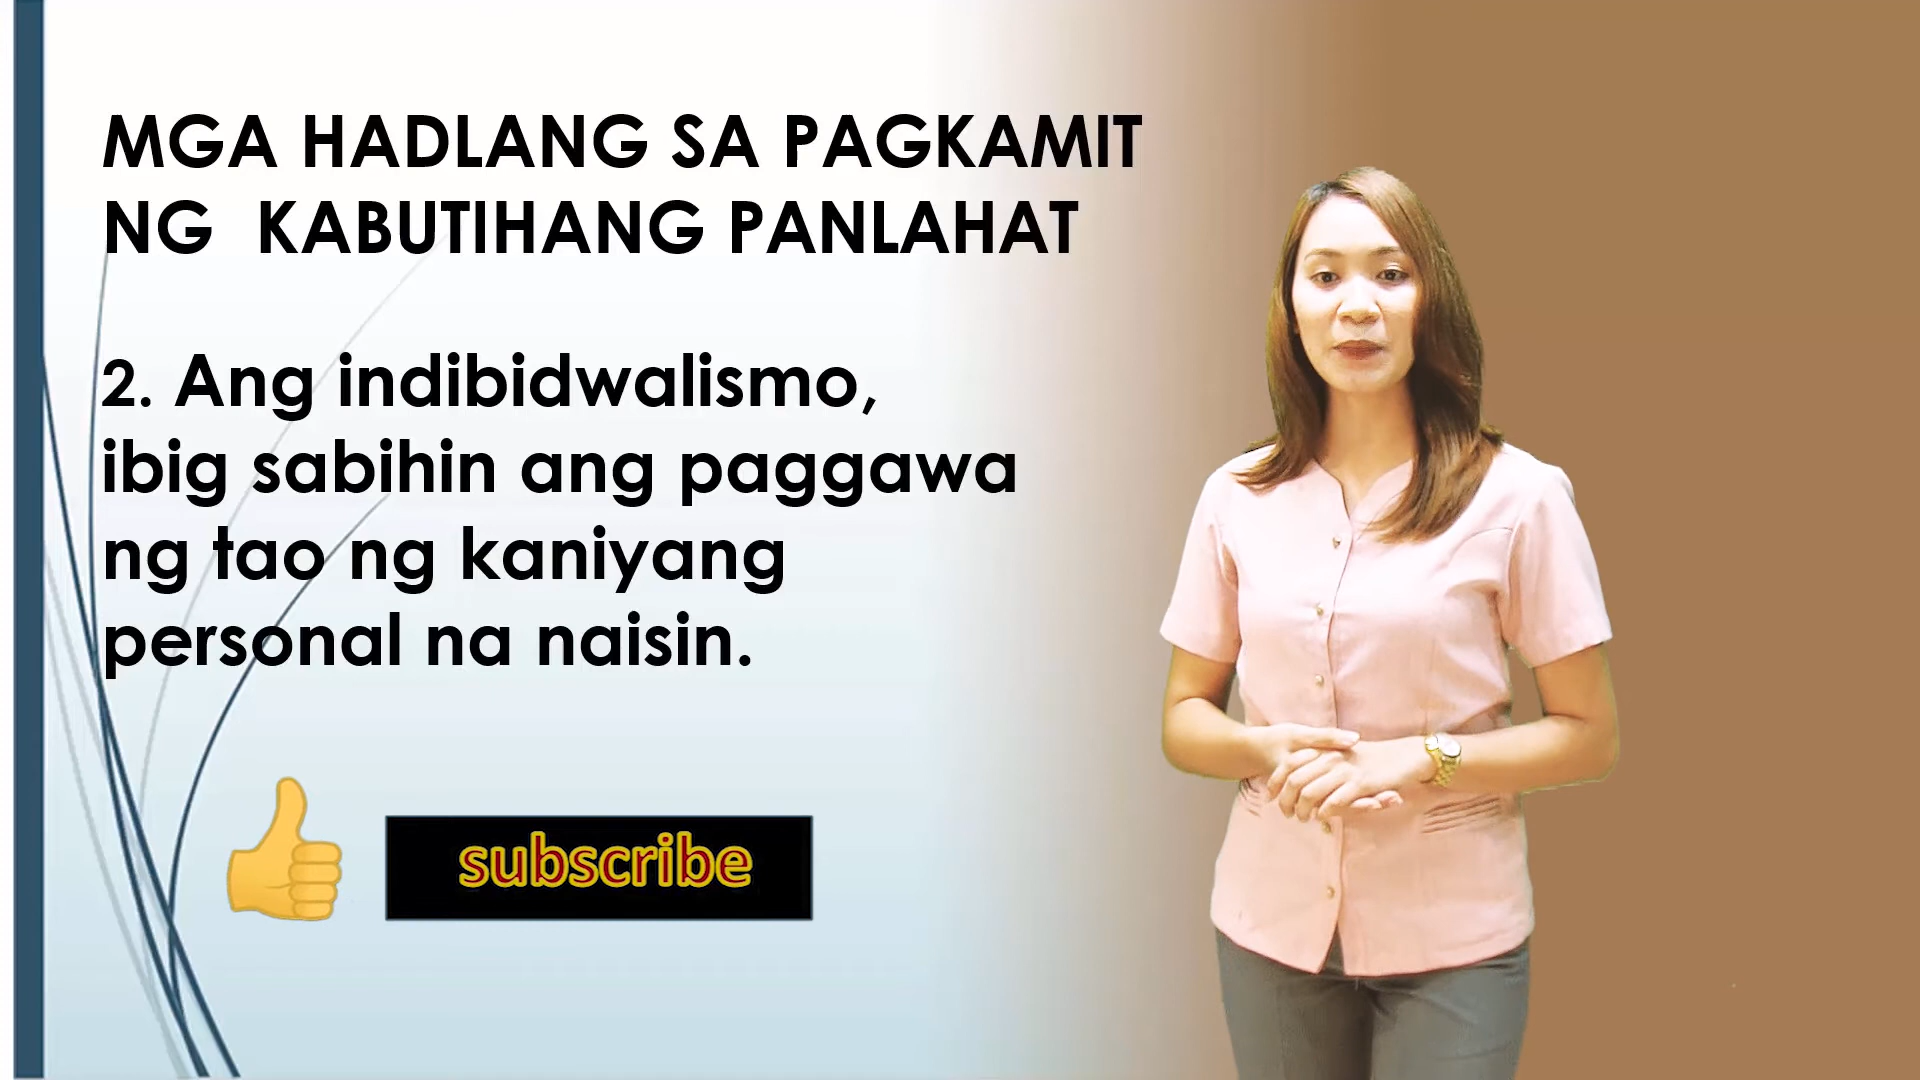 MGA HADLANG SA PAGKAMIT
NG KABUTIHANG PANLAHAT
2. Ang indibidwalismo,
ibig sabihin ang paggawa
ng tao ng kaniyang
personal na naisin.
subscribe